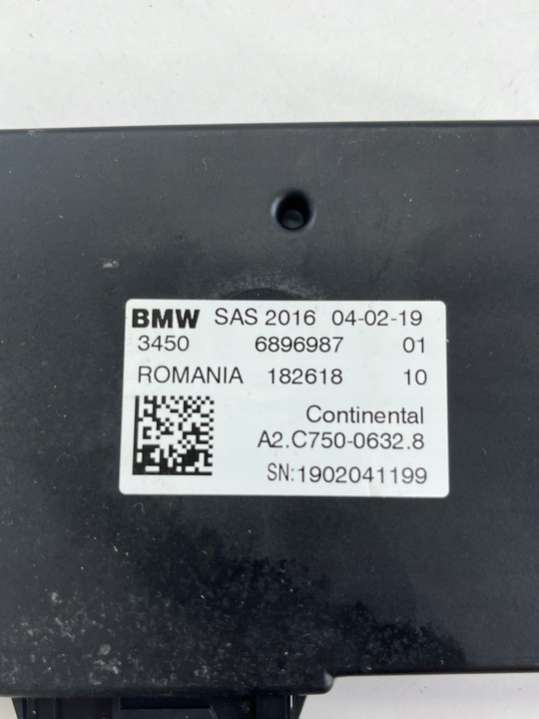 BMW SAS 2016 04-02-19
3450 6896987 01
ROMANIA 182618 10
Continental
A2.C750-0632.8
SN:1902041199